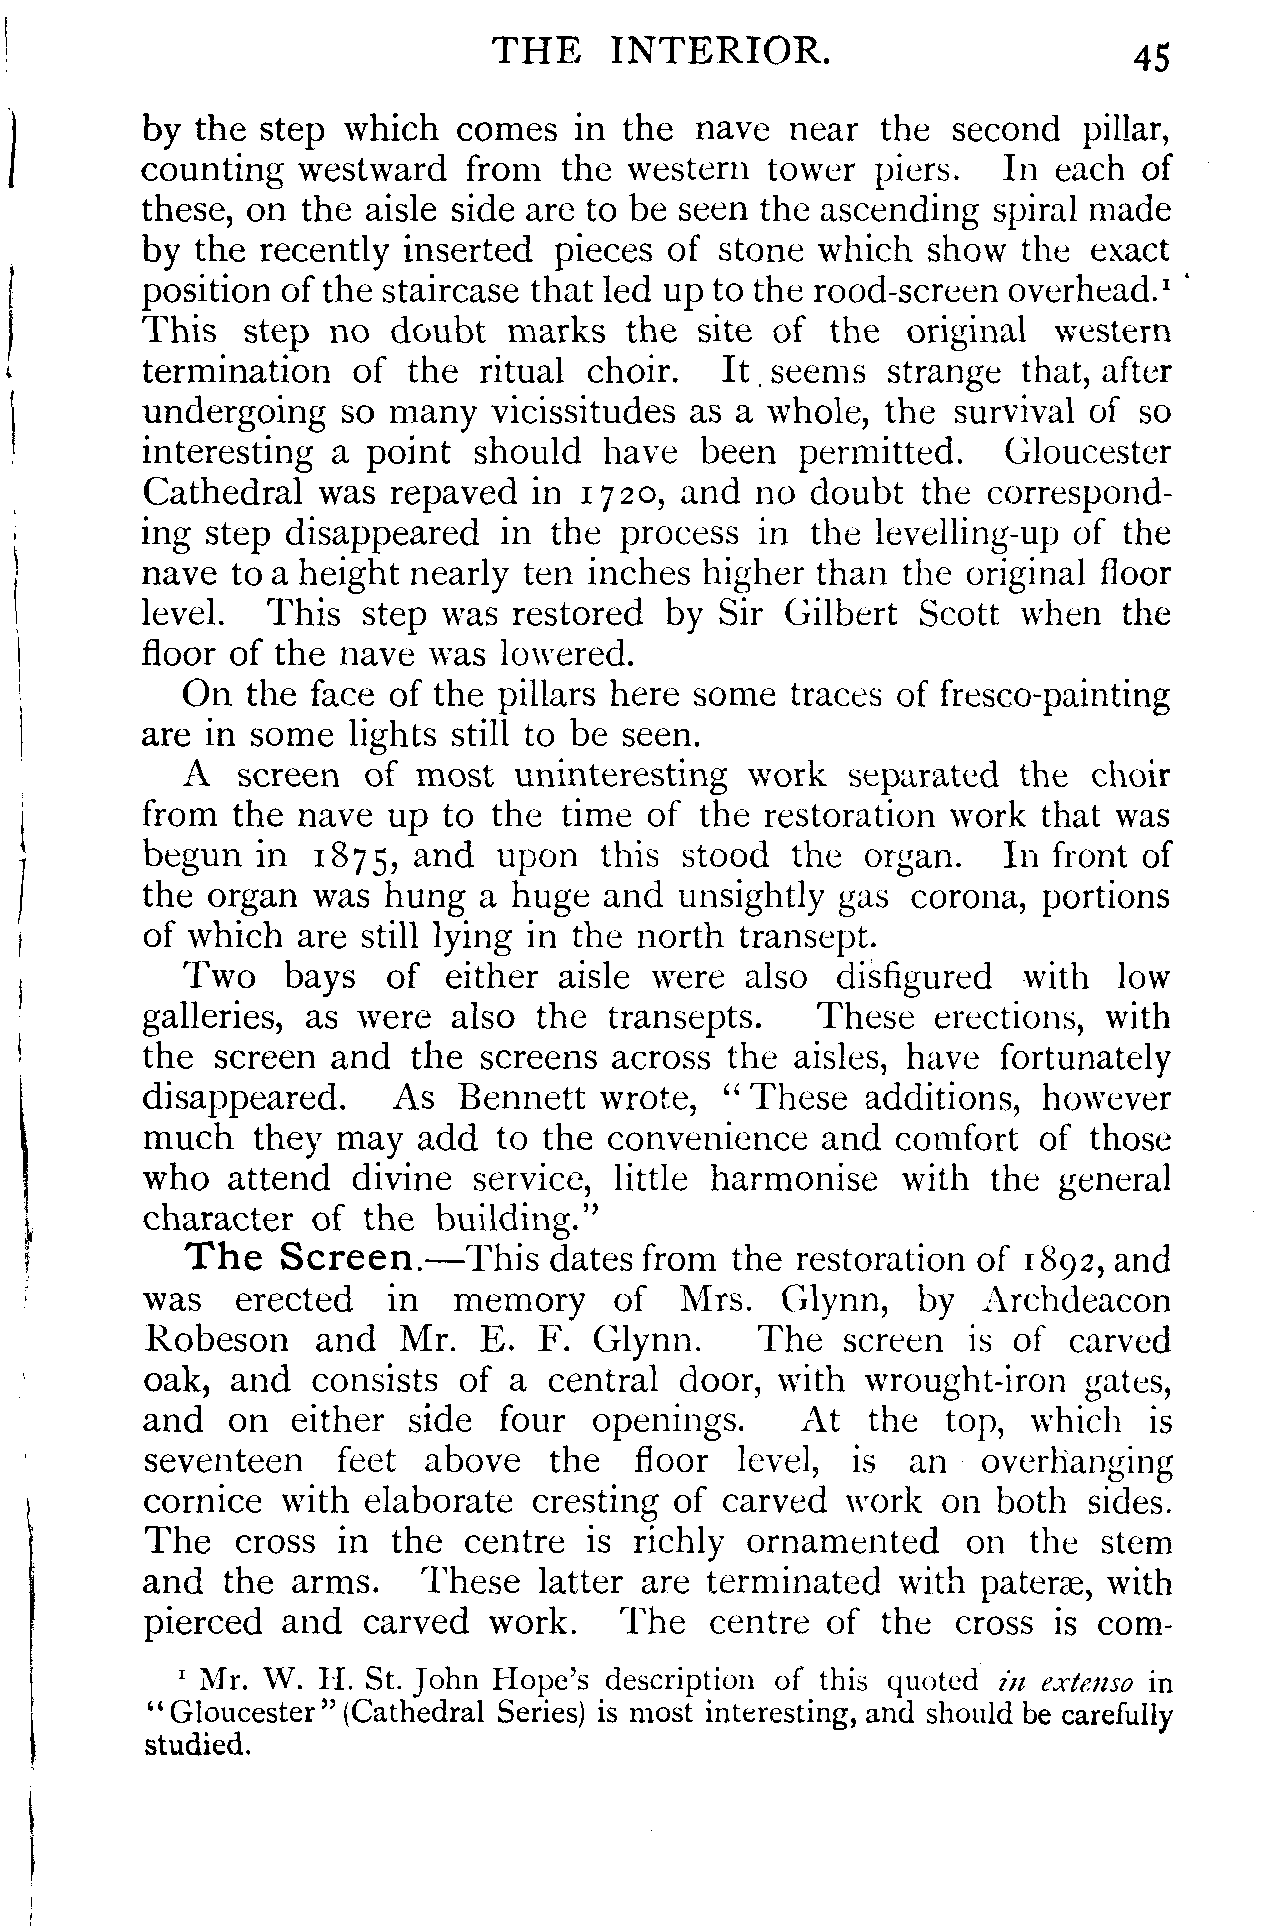 THE INTERIOR. 45
by the step which comes in the nave near the second pillar,
counting westward from the western tower piers. In each of
these, on the aisle side are to be seen the ascending spiral made
by the recently inserted pieces of stone which show the exact
position of the staircase that led up to the rood-screen overhead.¹
This step no doubt marks the site of the original western
termination of the ritual choir. It seems strange that, after
undergoing so many vicissitudes as a whole, the survival of so
interesting a point should have been permitted. Gloucester
Cathedral was repaved in 1720, and no doubt the correspond-
ing step disappeared in the process in the levelling-up of the
nave to a height nearly ten inches higher than the original floor
level. This step was restored by Sir Gilbert Scott when the
floor of the nave was lowered.
On the face of the pillars here some traces of fresco-painting
are in some lights still to be seen.
A screen of most uninteresting work separated the choir
from the nave up to the time of the restoration work that was
begun in 1875, and upon this stood the organ. In front of
the organ was hung a huge and unsightly gas corona, portions
of which are still lying in the north transept.
Two bays of either aisle were also disfigured with low
galleries, as were also the transepts. These erections, with
the screen and the screens across the aisles, have fortunately
disappeared. As Bennett wrote, "These additions, however
much they may add to the convenience and comfort of those
who attend divine service, little harmonise with the general
character of the building."
The Screen.—This dates from the restoration of 1892, and
was erected in memory of Mrs. Glynn, by Archdeacon
Robeson and Mr. E. F. Glynn. The screen is of carved
oak, and consists of a central door, with wrought-iron gates,
and on either side four openings. At the top, which is
seventeen feet above the floor level, is an overhanging
cornice with elaborate cresting of carved work on both sides.
The cross in the centre is richly ornamented on the stem
and the arms. These latter are terminated with pateræ, with
pierced and carved work. The centre of the cross is com-
¹ Mr. W. H. St. John Hope's description of this quoted in extenso in
"Gloucester" (Cathedral Series) is most interesting, and should be carefully
studied.